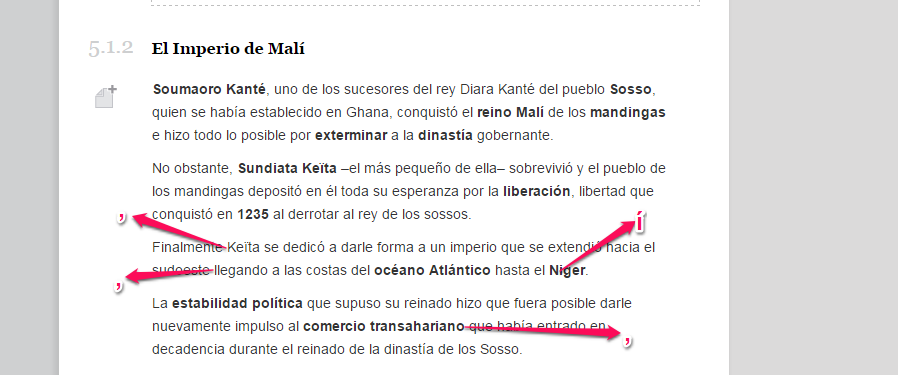 5.1.2 El Imperio de Malí
Soumaoro Kanté, uno de los sucesores del rey Diara Kanté del pueblo Sosso,
quien se había establecido en Ghana, conquistó el reino Malí de los mandingas
e hizo todo lo posible por exterminar a la dinastía gobernante.
No obstante, Sundiata Keïta –el más pequeño de ella– sobrevivió y el pueblo de
los mandingas depositó en él toda su esperanza por la liberación, libertad que
, conquistó en 1235 al derrotar al rey de los sossos. í
Finalmente Keïta se dedicó a darle forma a un imperio que se extendió hacia el
, sudoeste llegando a las costas del océano Atlántico hasta el Niger.
La estabilidad política que supuso su reinado hizo que fuera posible darle
nuevamente impulso al comercio transahariano que había entrado en ,
decadencia durante el reinado de la dinastía de los Sosso.